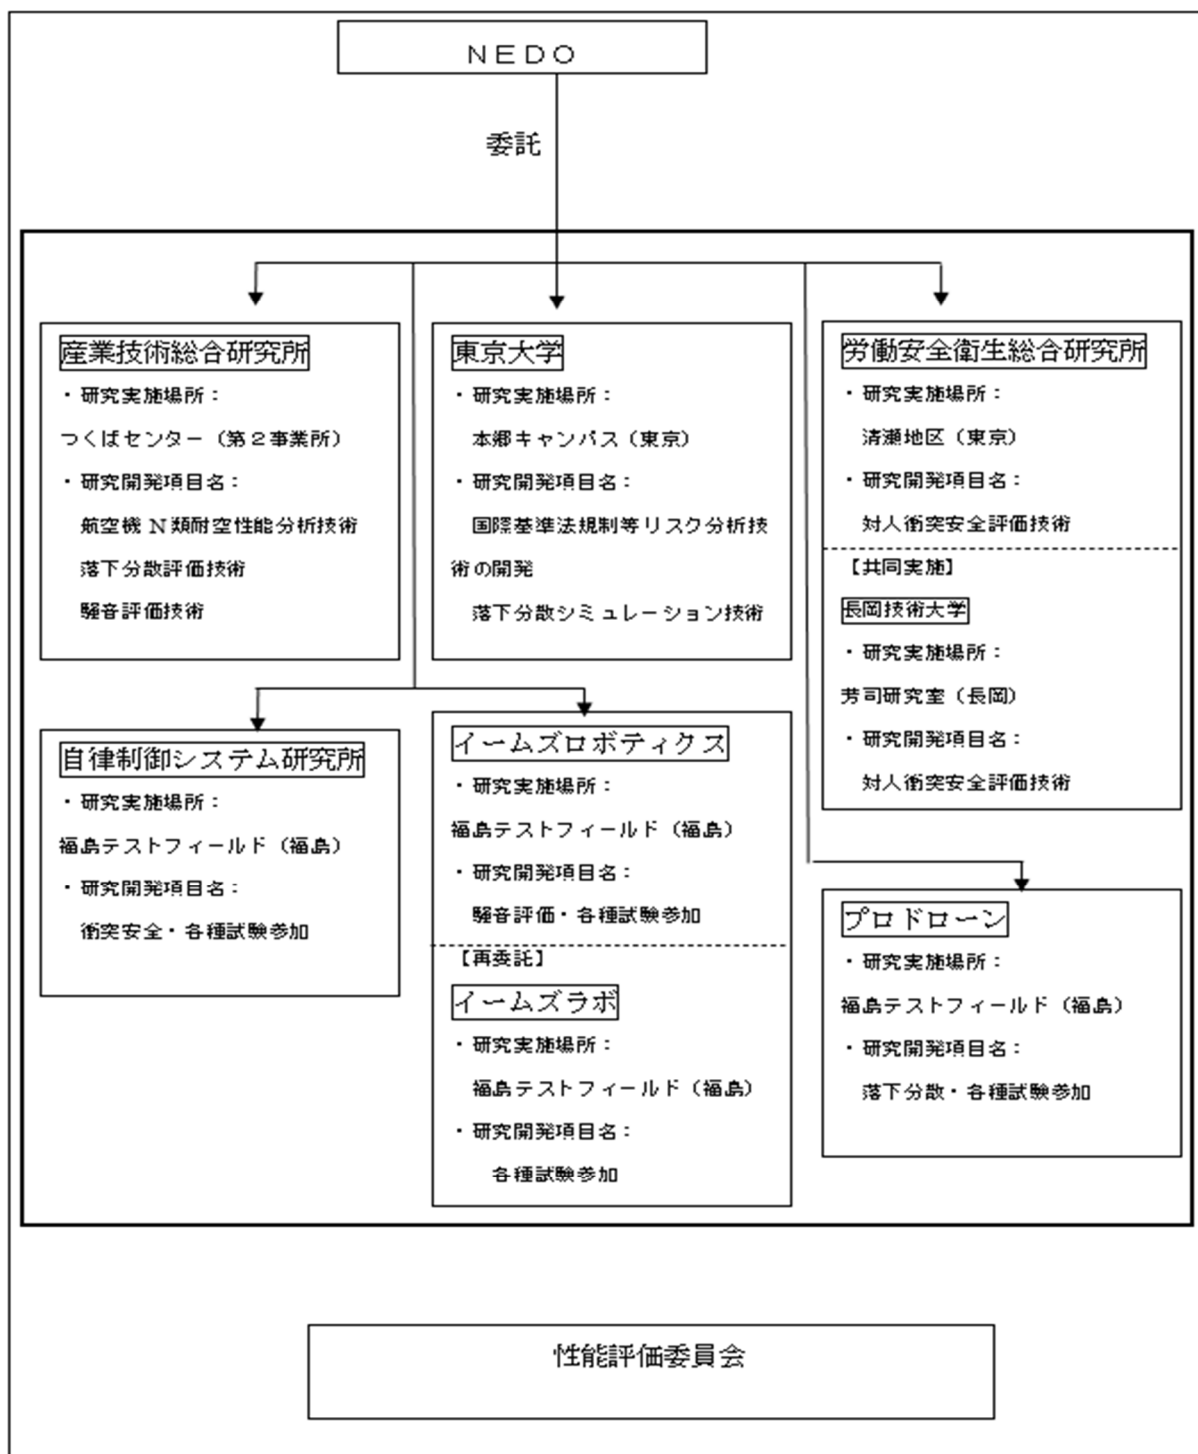 ＮＥＤＯ
委託
産業技術総合研究所
・研究実施場所：
つくばセンター（第２事業所）
・研究開発項目名：
航空機Ｎ類耐空性能分析技術
落下分散評価技術
騒音評価技術
東京大学
・研究実施場所：
本郷キャンパス（東京）
・研究開発項目名：
国際基準法規制等リスク分析技
術の開発
落下分散シミュレーション技術
労働安全衛生総合研究所
・研究実施場所：
清瀬地区（東京）
・研究開発項目名：
対人衝突安全評価技術
【共同実施】
長岡技術大学
・研究実施場所：
芳司研究室（長岡）
・研究開発項目名：
対人衝突安全評価技術
自律制御システム研究所
・研究実施場所：
福島テストフィールド（福島）
・研究開発項目名：
衝突安全・各種試験参加
イームズロボティクス
・研究実施場所：
福島テストフィールド（福島）
・研究開発項目名：
騒音評価・各種試験参加
【再委託】
イームズラボ
・研究実施場所：
福島テストフィールド（福島）
・研究開発項目名：
各種試験参加
プロドローン
・研究実施場所：
福島テストフィールド（福島）
・研究開発項目名：
落下分散・各種試験参加
性能評価委員会